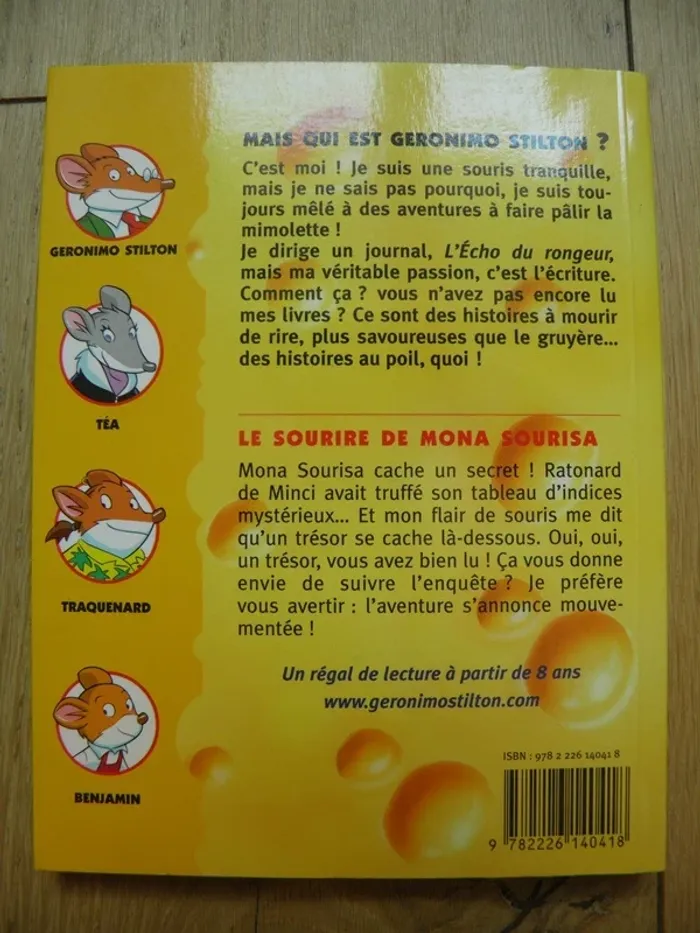 GERONIMO STILTON
TÉA
TRAQUENARD
BENJAMIN
MAIS QUI EST GERONIMO STILTON ?
C'est moi ! Je suis une souris tranquille,
mais je ne sais pas pourquoi, je suis tou-
jours mêlé à des aventures à faire pâlir la
mimolette !
Je dirige un journal, L'Écho du rongeur,
mais ma véritable passion, c'est l'écriture.
Comment ça ? vous n'avez pas encore lu
mes livres ? Ce sont des histoires à mourir
de rire, plus savoureuses que le gruyère...
des histoires au poil, quoi !
LE SOURIRE DE MONA SOURISA
Mona Sourisa cache un secret ! Ratonard
de Minci avait truffé son tableau d'indices
mystérieux... Et mon flair de souris me dit
qu'un trésor se cache là-dessous. Oui, oui,
un trésor, vous avez bien lu ! Ça vous donne
envie de suivre l'enquête ? Je préfère
vous avertir : l'aventure s'annonce mouve-
mentée !
Un régal de lecture à partir de 8 ans
www.geronimostilton.com
ISBN : 978 2 226 14041 8
9 782226 140418